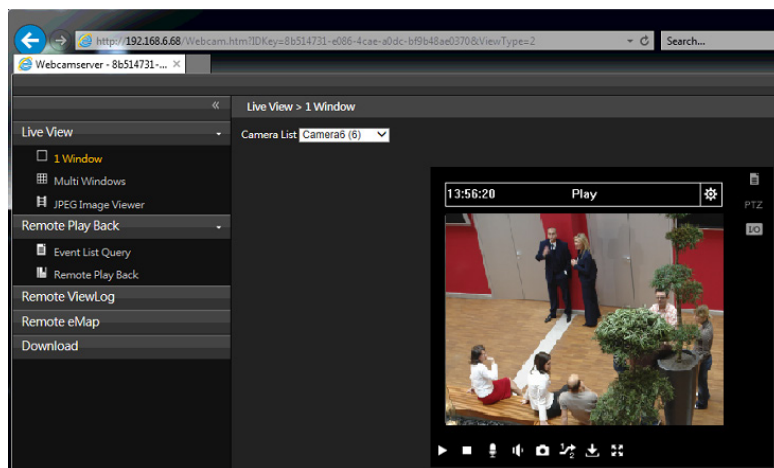 http://192.168.6.68/Webcam.htm?IDKey=8b514731-e086-4cae-a0dc-bf9b48ae0370&ViewType=2
Search...
Webcamserver - 8b514731-... ×
«
Live View > 1 Window
Live View
Camera List Camera6 (6)
1 Window
Multi Windows
JPEG Image Viewer
Remote Play Back
Event List Query
Remote Play Back
Remote ViewLog
Remote eMap
Download
13:56:20 Play
PTZ
I/O
1/2